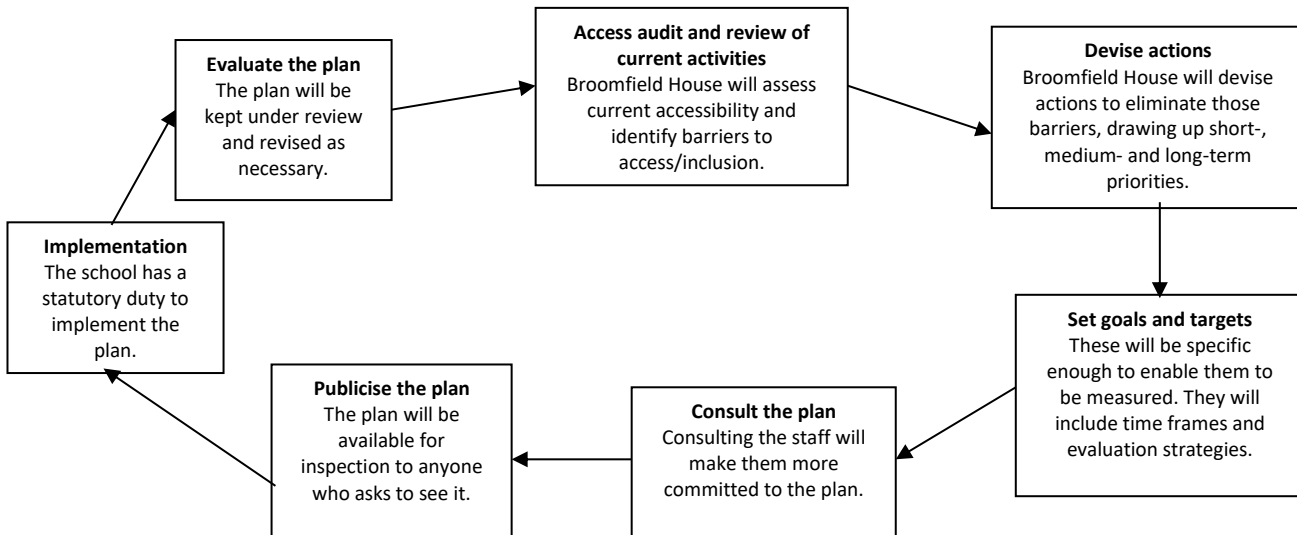 Evaluate the plan
The plan will be
kept under review
and revised as
necessary.
Access audit and review of
current activities
Broomfield House will assess
current accessibility and
identify barriers to
access/inclusion.
Devise actions
Broomfield House will devise
actions to eliminate those
barriers, drawing up short-,
medium- and long-term
priorities.
Set goals and targets
These will be specific
enough to enable them to
be measured. They will
include time frames and
evaluation strategies.
Consult the plan
Consulting the staff will
make them more
committed to the plan.
Publicise the plan
The plan will be
available for
inspection to anyone
who asks to see it.
Implementation
The school has a
statutory duty to
implement the
plan.